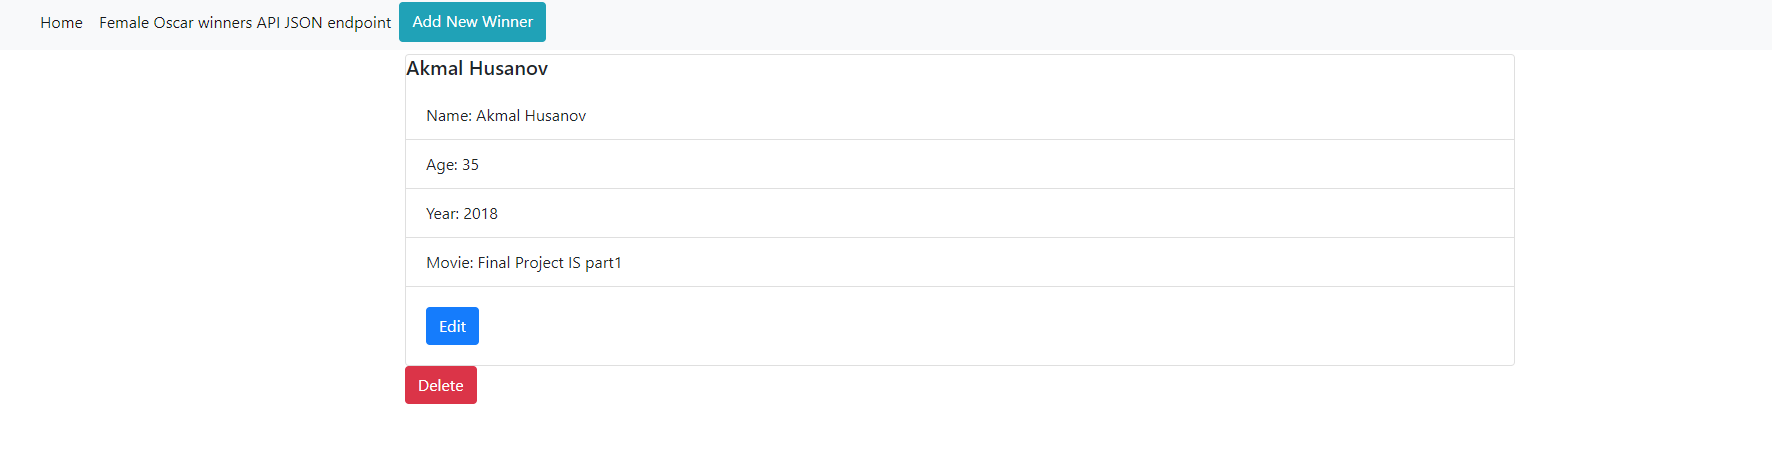 Home Female Oscar winners API JSON endpoint Add New Winner
Akmal Husanov
Name: Akmal Husanov
Age: 35
Year: 2018
Movie: Final Project IS part1
Edit
Delete